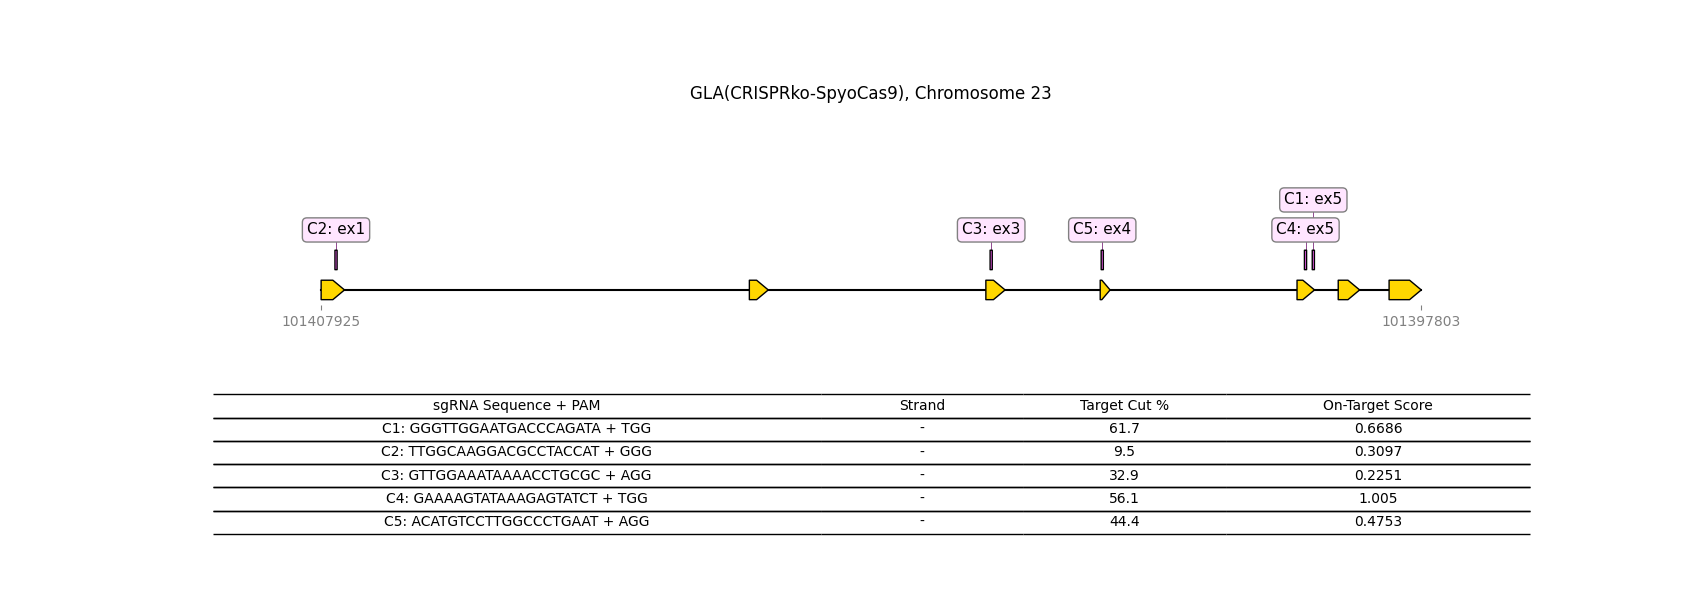 GLA(CRISPRko-SpyoCas9), Chromosome 23
C1: ex5
C2: ex1
C3: ex3
C5: ex4
C4: ex5
101407925
101397803
sgRNA Sequence + PAM Strand Target Cut % On-Target Score
C1: GGGTTGGAATGACCCAGATA + TGG - 61.7 0.6686
C2: TTGGCAAGGACGCCTACCAT + GGG - 9.5 0.3097
C3: GTTGGAAATAAAACCTGCGC + AGG - 32.9 0.2251
C4: GAAAAGTATAAAGAGTATCT + TGG - 56.1 1.005
C5: ACATGTCCTTGGCCCTGAAT + AGG - 44.4 0.4753